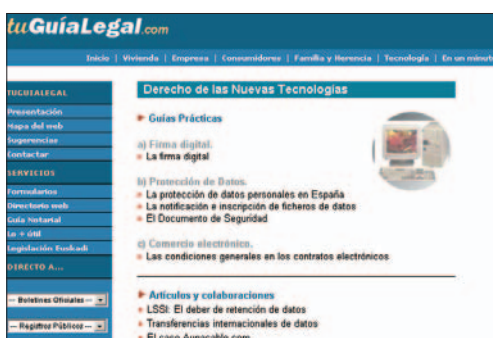 tuGuíaLegal.com
Inicio | Vivienda | Empresa | Consumidores | Familia y Herencia | Tecnología | En un minuto
TUGUIALEGAL
Presentación
Mapa del web
Sugerencias
Contactar
SERVICIOS
Formularios
Directorio web
Guía Notarial
Lo + útil
Legislación Euskadi
DIRECTO A...
-- Boletines Oficiales --
-- Registros Públicos --
Derecho de las Nuevas Tecnologías
Guías Prácticas
a) Firma digital.
La firma digital
b) Protección de Datos.
La protección de datos personales en España
La notificación e inscripción de ficheros de datos
El Documento de Seguridad
c) Comercio electrónico.
Las condiciones generales en los contratos electrónicos
Artículos y colaboraciones
LSSI: El deber de retención de datos
Transferencias internacionales de datos
El caso